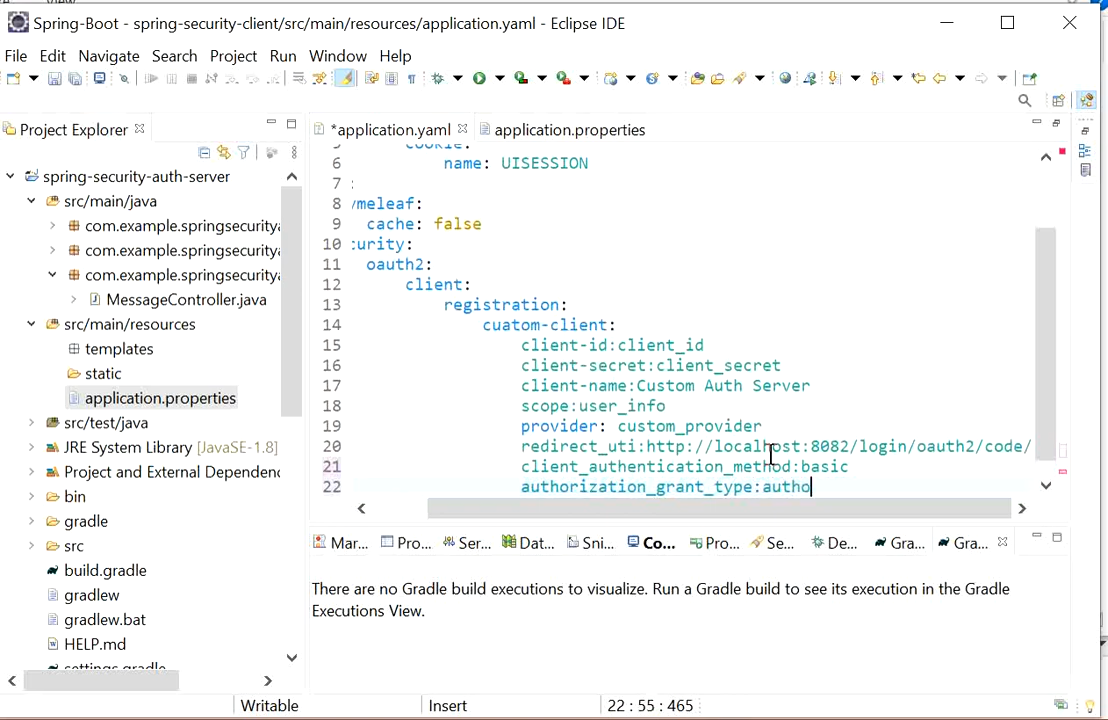 Spring-Boot - spring-security-client/src/main/resources/application.yaml - Eclipse IDE
File Edit Navigate Search Project Run Window Help
Project Explorer
spring-security-auth-server
src/main/java
com.example.springsecurity
com.example.springsecurity
com.example.springsecurity
MessageController.java
src/main/resources
templates
static
application.properties
src/test/java
JRE System Library [JavaSE-1.8]
Project and External Dependenc
bin
gradle
src
build.gradle
gradlew
gradlew.bat
HELP.md
settings.gradle
*application.yaml application.properties
cookie:
6 name: UISESSION
7 :
8 ymeleaf:
9 cache: false
10 curity:
11 oauth2:
12 client:
13 registration:
14 cuatom-client:
15 client-id:client_id
16 client-secret:client_secret
17 client-name:Custom Auth Server
18 scope:user_info
19 provider: custom_provider
20 redirect_uti:http://localhost:8082/login/oauth2/code/
21 client_authentication_method:basic
22 authorization_grant_type:autho
Mar... Pro... Ser... Dat... Sni... Co... Pro... Se... De... Gra... Gra...
There are no Gradle build executions to visualize. Run a Gradle build to see its execution in the Gradle
Executions View.
Writable Insert 22 : 55 : 465